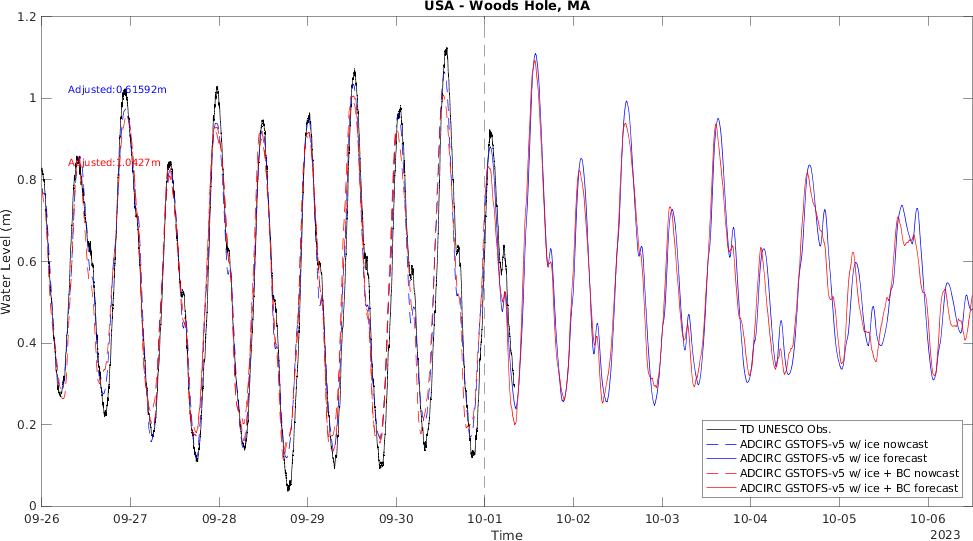 USA - Woods Hole, MA
1.2
1
0.8
0.6
0.4
0.2
0
Water Level (m)
Adjusted:0.61592m
Adjusted:1.0427m
TD UNESCO Obs.
ADCIRC GSTOFS-v5 w/ ice nowcast
ADCIRC GSTOFS-v5 w/ ice forecast
ADCIRC GSTOFS-v5 w/ ice + BC nowcast
ADCIRC GSTOFS-v5 w/ ice + BC forecast
09-26 09-27 09-28 09-29 09-30 10-01 10-02 10-03 10-04 10-05 10-06
Time
2023